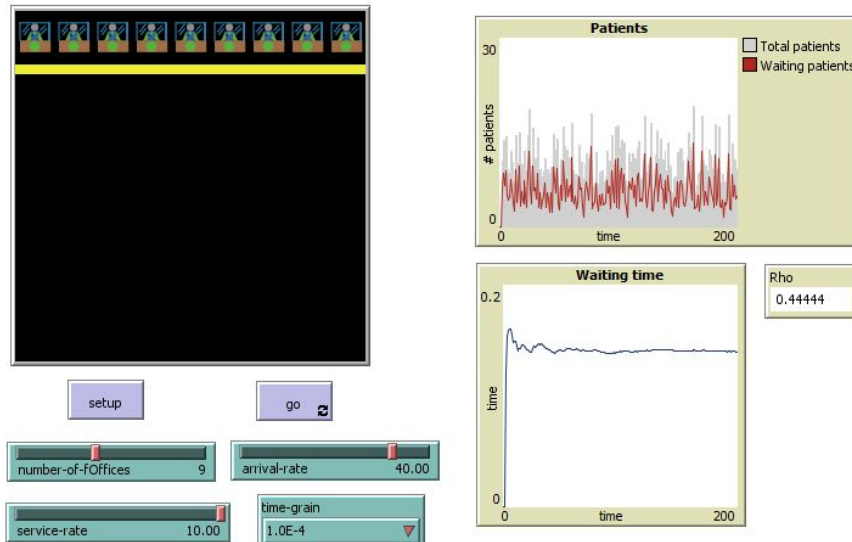 Patients
30
# patients
0
0
time
200
Total patients
Waiting patients
Waiting time
0.2
time
0
0
time
200
Rho
0.44444
setup
go
number-of-fOffices 9
arrival-rate 40.00
service-rate 10.00
time-grain
1.0E-4